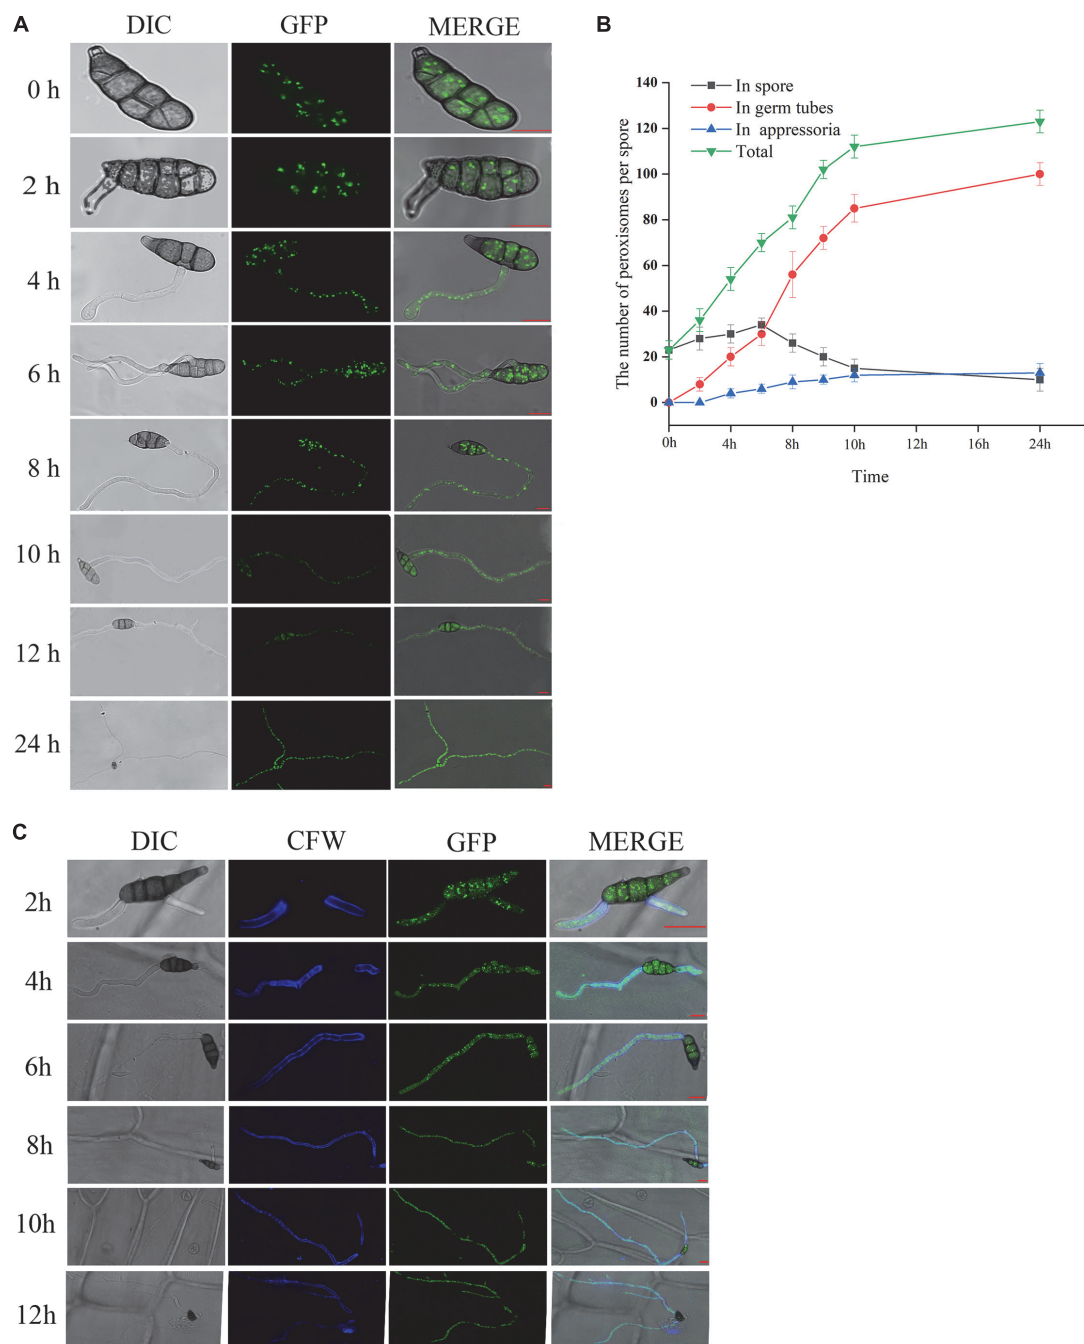 A
DIC GFP MERGE
0 h
2 h
4 h
6 h
8 h
10 h
12 h
24 h
B
The number of peroxisomes per spore
140
120
100
80
60
40
20
0
In spore
In germ tubes
In appressoria
Total
0h 4h 8h 10h 12h 16h 24h
Time
C
DIC CFW GFP MERGE
2h
4h
6h
8h
10h
12h